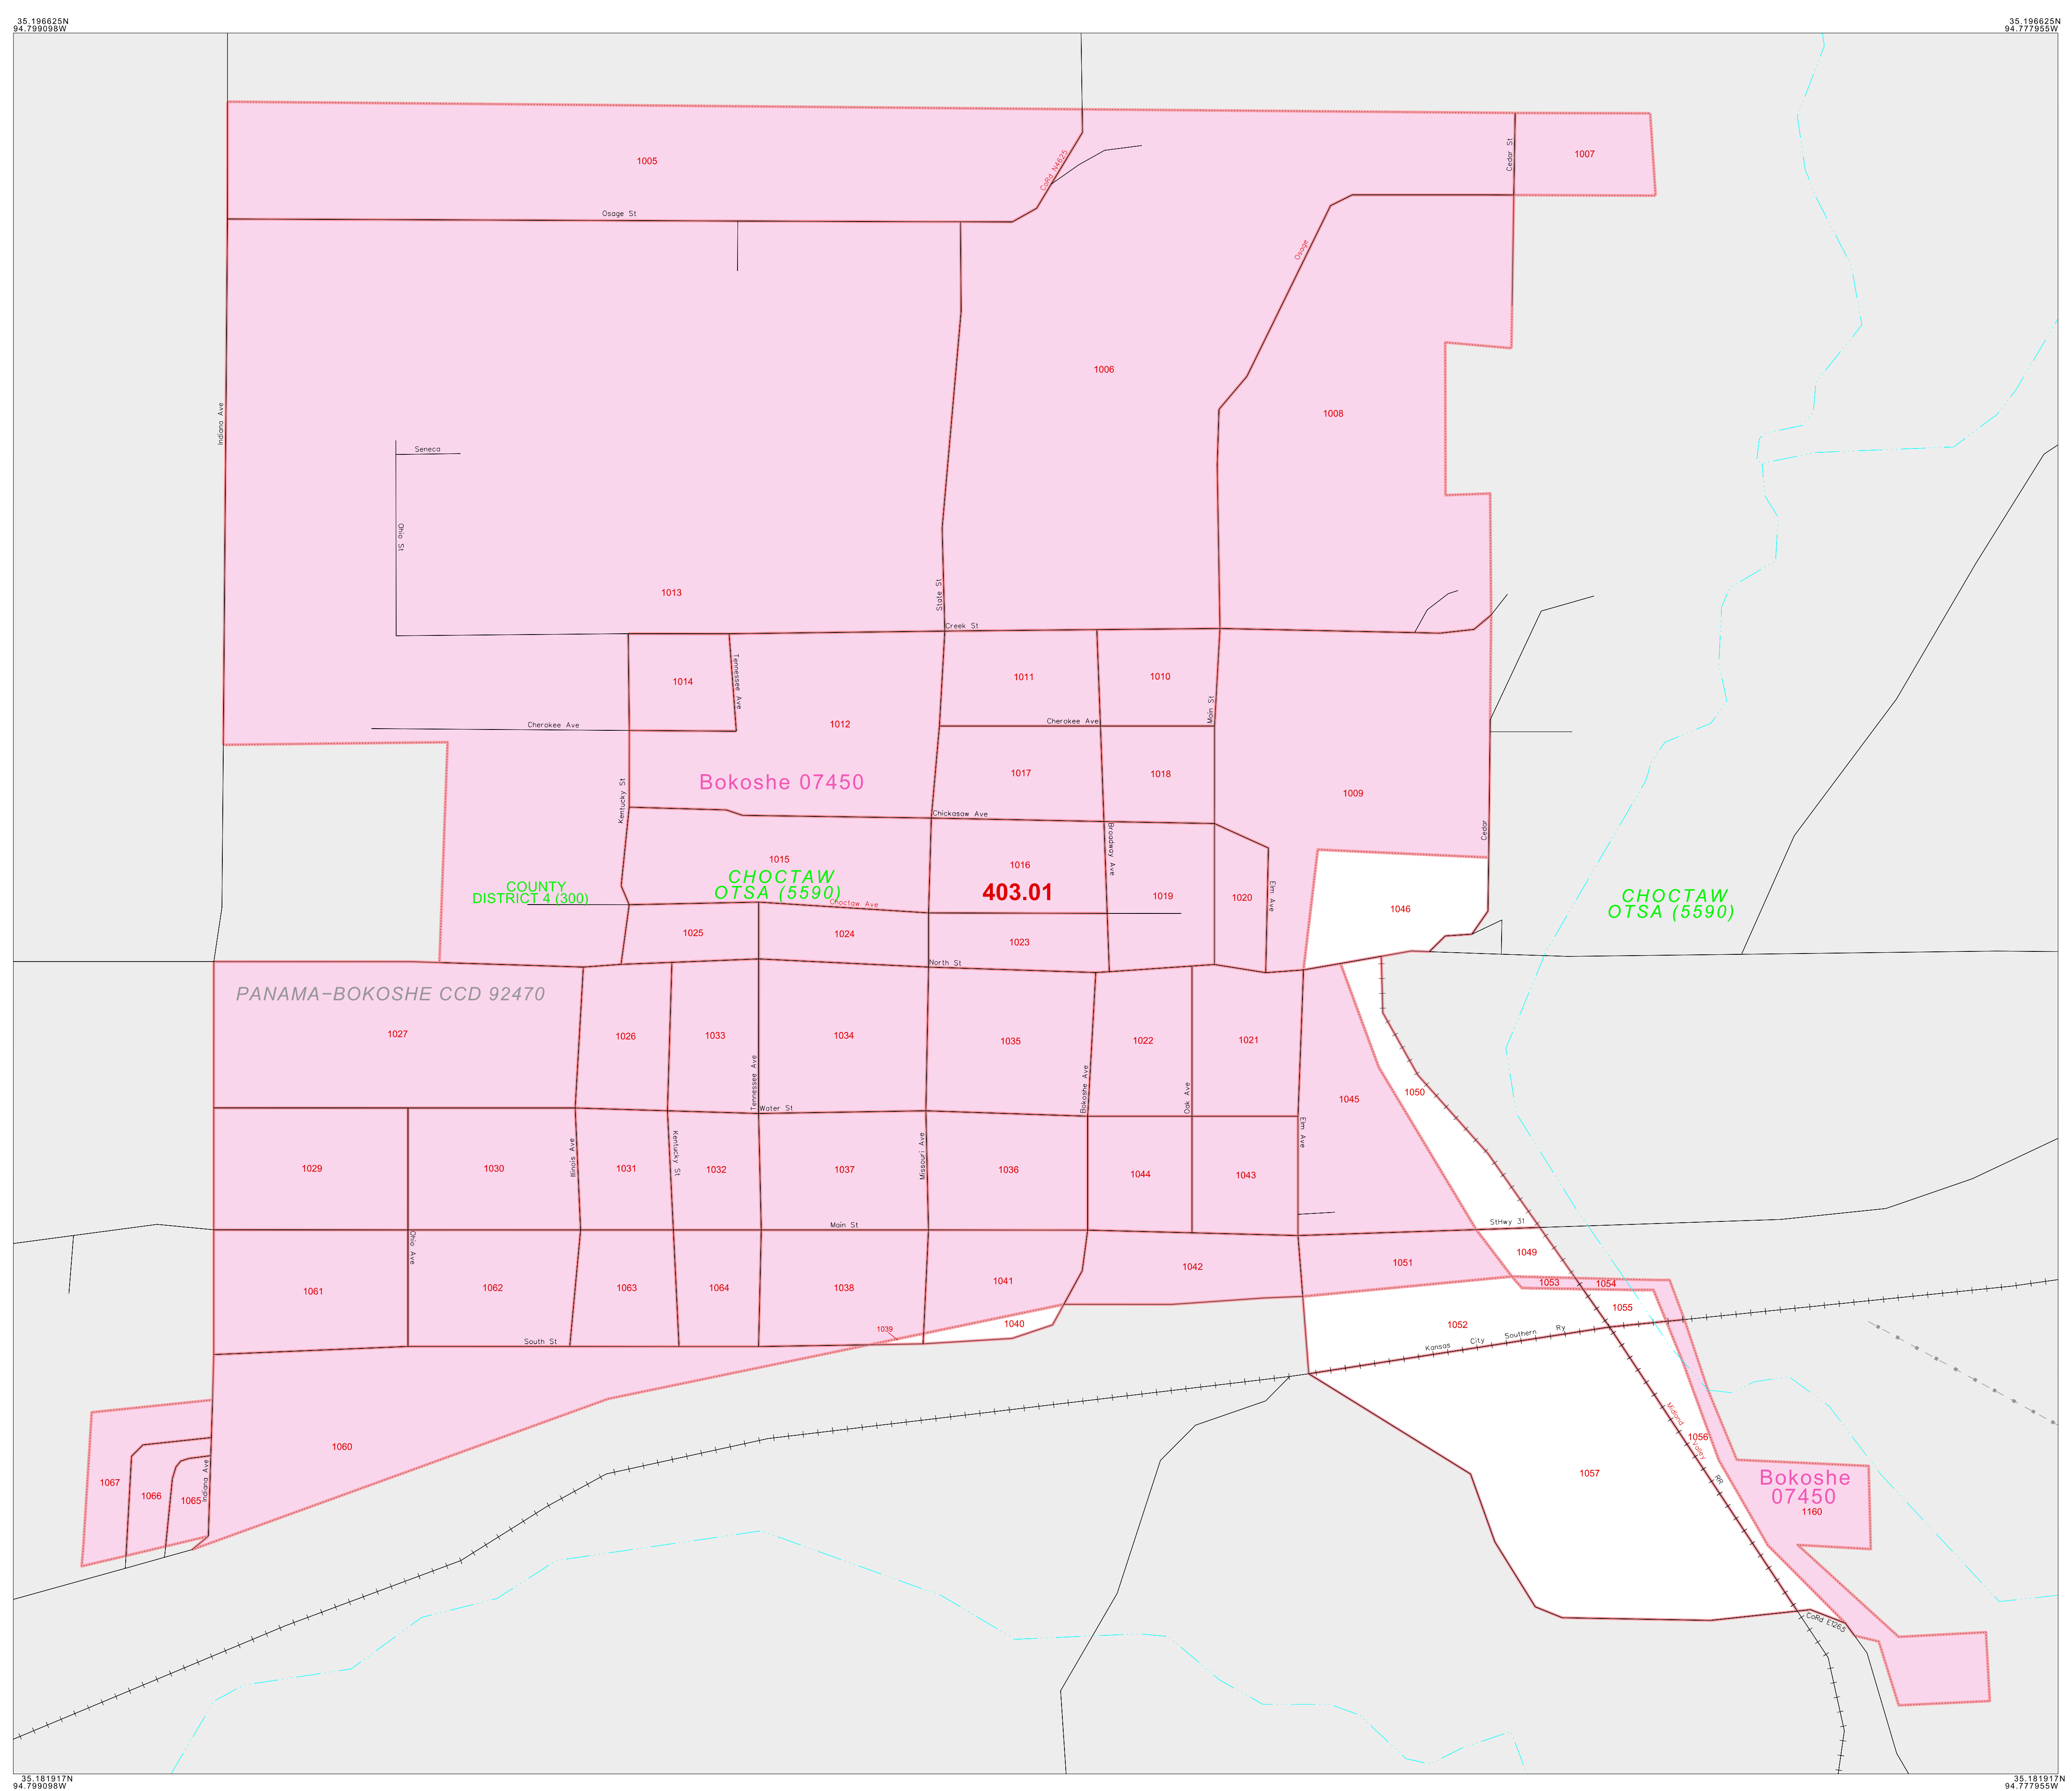 35.196625N
94.799098W
35.196625N
94.777955W
1005
CoRd N4625
Cedar St
1007
Osage St
Osage
Indiana Ave
1006
1008
Seneca
Ohio St
1013
State St
Creek St
1014
Tennessee Ave
1011
1010
Main St
Cherokee Ave
1012
Cherokee Ave
Bokoshe 07450
1017
1018
1009
Kentucky St
Chickasaw Ave
Broadway Ave
Cedar
1015
1016
CHOCTAW
OTSA (5590)
COUNTY
DISTRICT 4 (300)
403.01
Choctaw Ave
1019
1020
Elm Ave
1046
CHOCTAW
OTSA (5590)
1025
1024
1023
North St
PANAMA-BOKOSHE CCD 92470
1027
1026
1033
1034
1035
1022
1021
Tennessee Ave
Bokoshe Ave
Oak Ave
1045
1050
Water St
Elm Ave
1029
1030
Illinois Ave
1031
Kentucky St
1032
1037
Missouri Ave
1036
1044
1043
Main St
StHwy 31
1049
Ohio Ave
1061
1062
1063
1064
1038
1041
1042
1051
1053
1054
1055
1039
1040
1052
South St
Kansas City Southern Ry
Midland Valley RR
1060
1056
1057
1067
1066
1065
Indiana Ave
Bokoshe
07450
1160
CoRd E1263
35.181917N
94.799098W
35.181917N
94.777955W